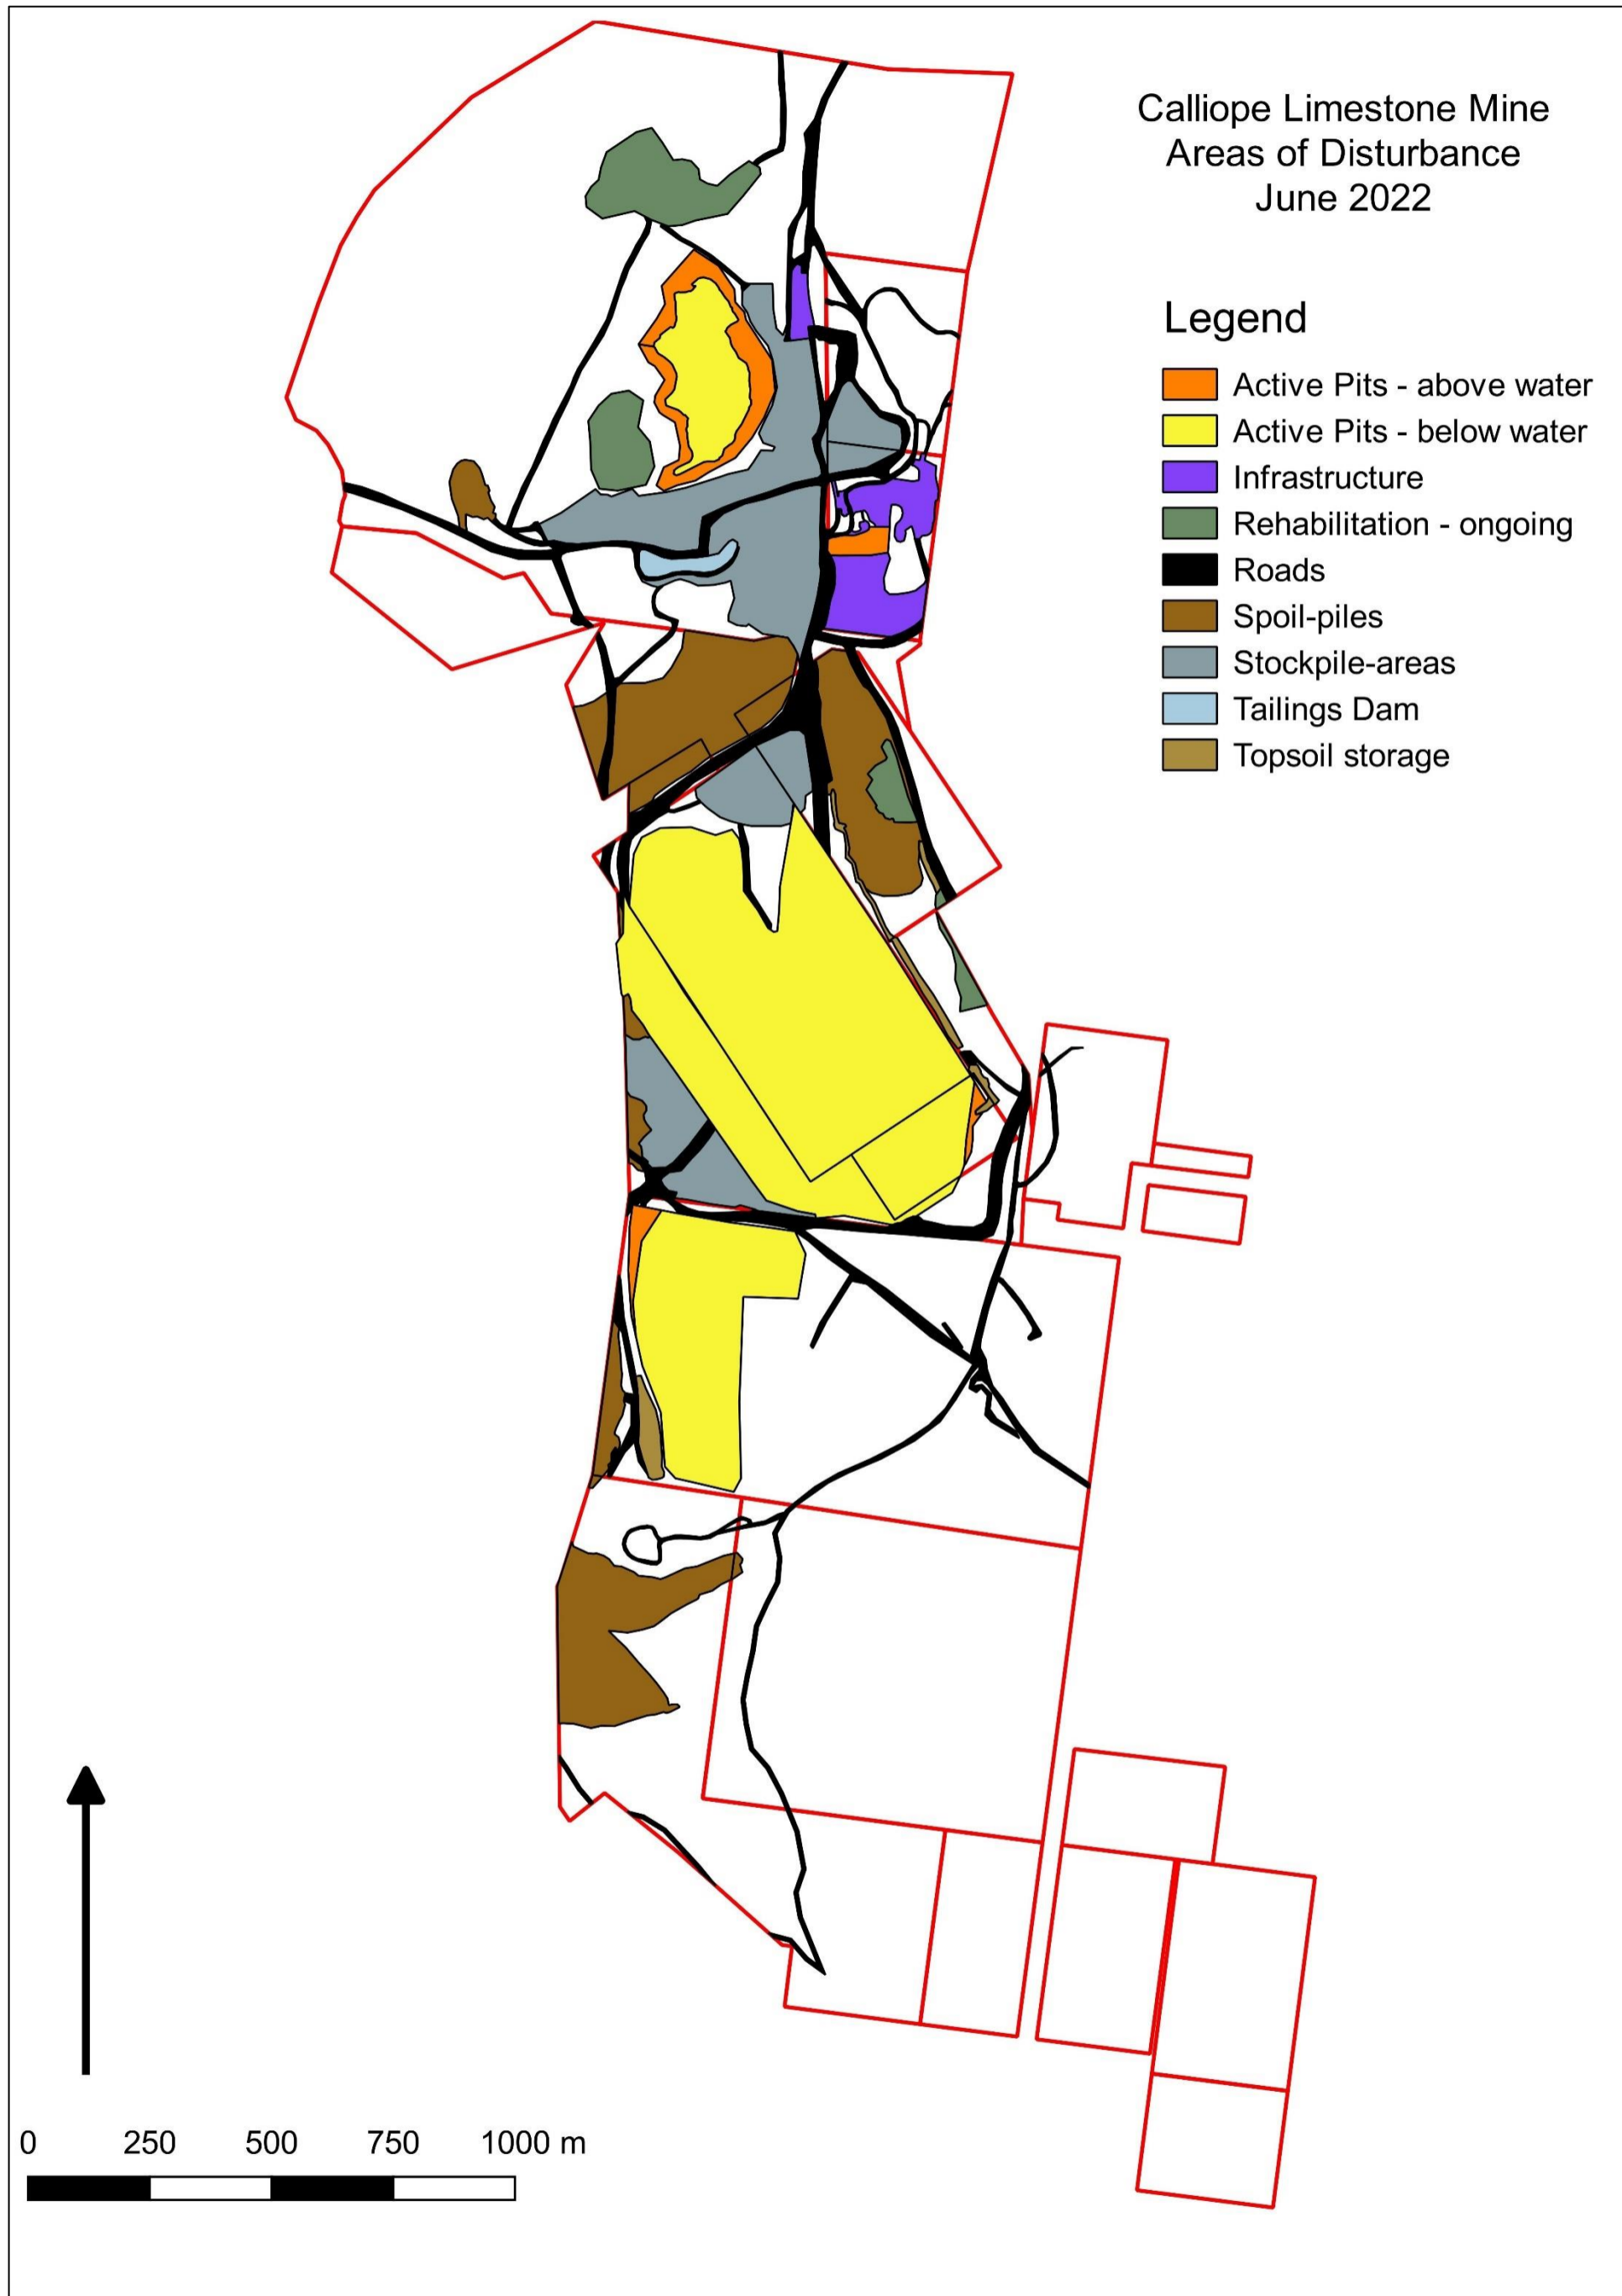 Calliope Limestone Mine
Areas of Disturbance
June 2022
Legend
Active Pits - above water
Active Pits - below water
Infrastructure
Rehabilitation - ongoing
Roads
Spoil-piles
Stockpile-areas
Tailings Dam
Topsoil storage
0 250 500 750 1000 m